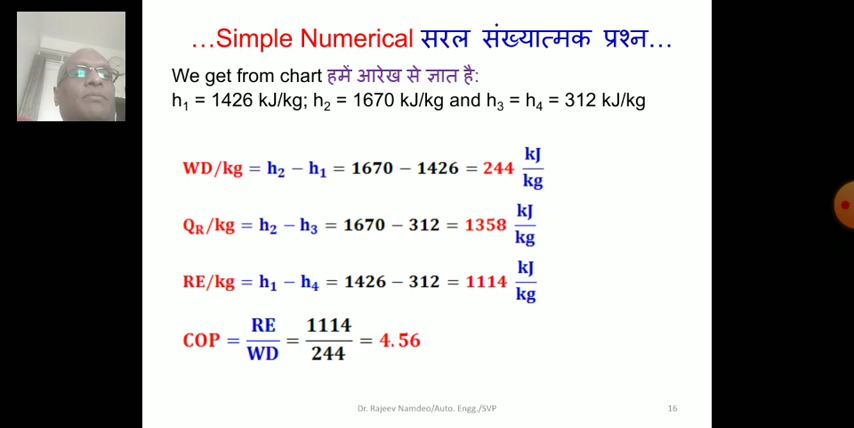 ...Simple Numerical सरल संख्यात्मक प्रश्न...
We get from chart हमें आरेख से ज्ञात है:
h₁ = 1426 kJ/kg; h₂ = 1670 kJ/kg and h₃ = h₄ = 312 kJ/kg
WD/kg = h₂ − h₁ = 1670 − 1426 = 244 kJ/kg
Q_R/kg = h₂ − h₃ = 1670 − 312 = 1358 kJ/kg
RE/kg = h₁ − h₄ = 1426 − 312 = 1114 kJ/kg
COP = RE/WD = 1114/244 = 4.56
Dr. Rajeev Namdeo/Auto. Engg./SVP 16